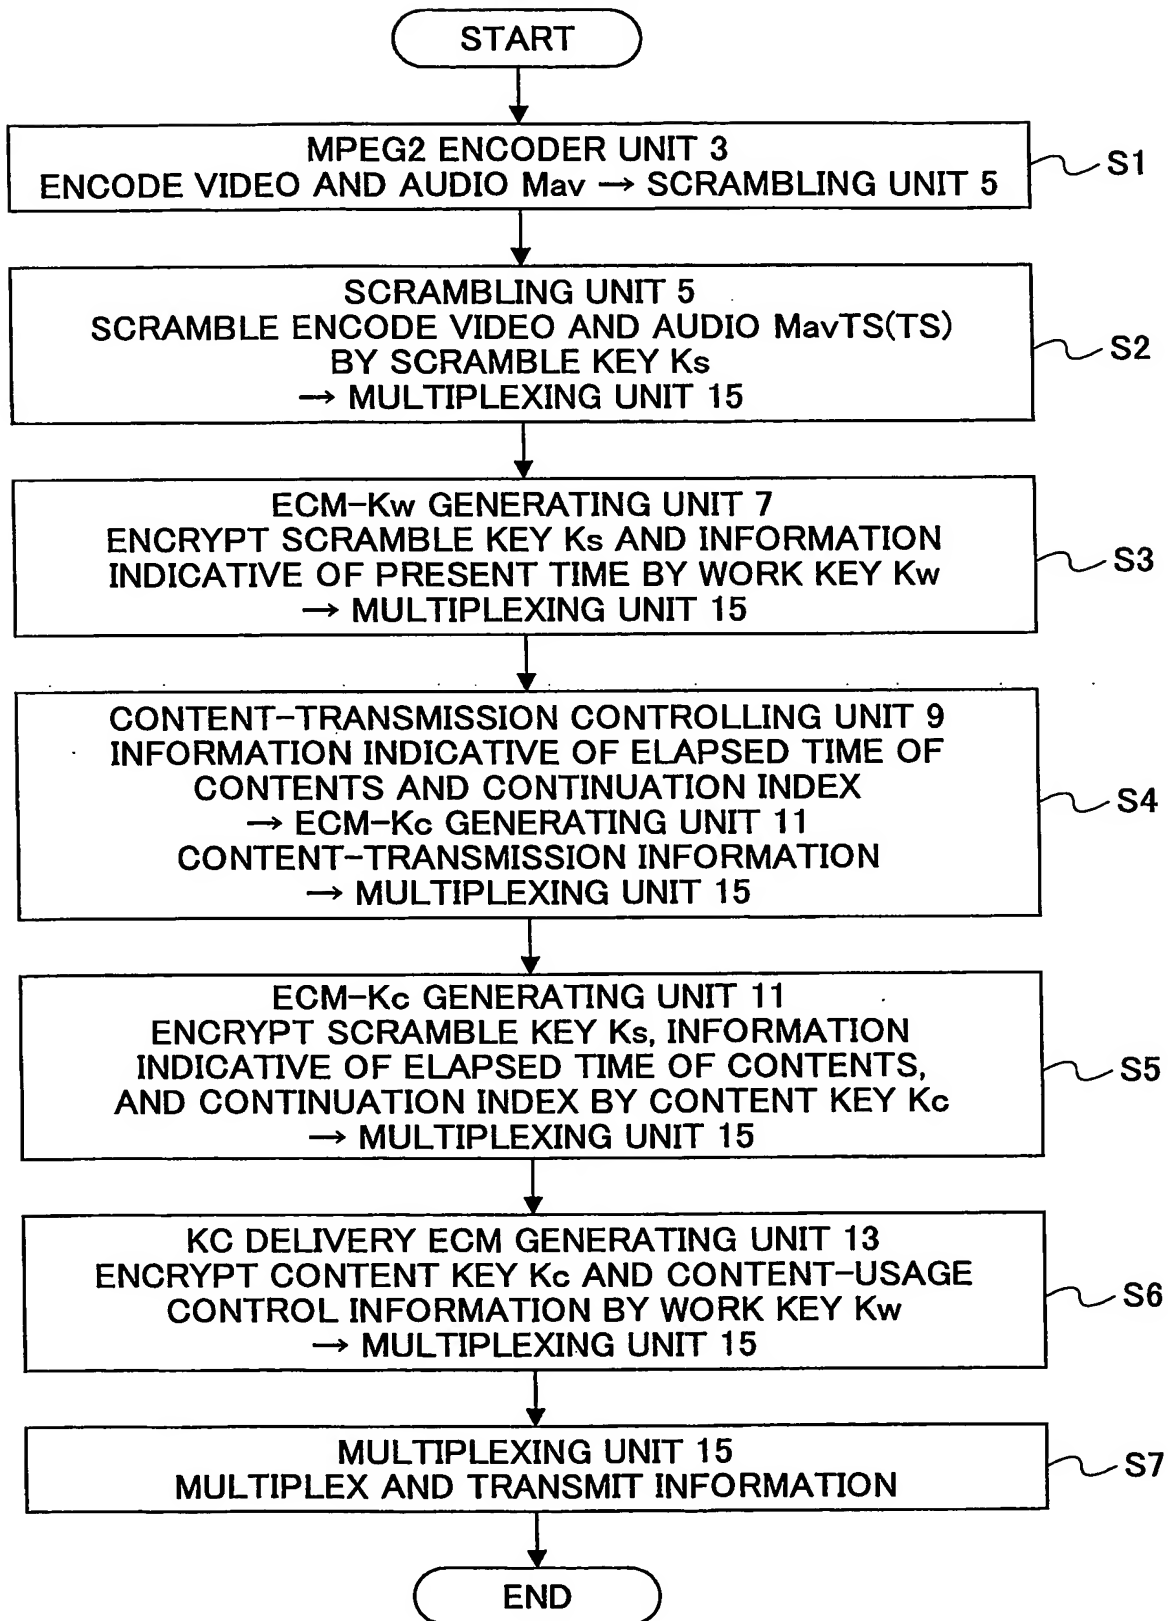 START
MPEG2 ENCODER UNIT 3
ENCODE VIDEO AND AUDIO Mav → SCRAMBLING UNIT 5
S1
SCRAMBLING UNIT 5
SCRAMBLE ENCODE VIDEO AND AUDIO MavTS(TS)
BY SCRAMBLE KEY Ks
→ MULTIPLEXING UNIT 15
S2
ECM-Kw GENERATING UNIT 7
ENCRYPT SCRAMBLE KEY Ks AND INFORMATION
INDICATIVE OF PRESENT TIME BY WORK KEY Kw
→ MULTIPLEXING UNIT 15
S3
CONTENT-TRANSMISSION CONTROLLING UNIT 9
INFORMATION INDICATIVE OF ELAPSED TIME OF
CONTENTS AND CONTINUATION INDEX
→ ECM-Kc GENERATING UNIT 11
CONTENT-TRANSMISSION INFORMATION
→ MULTIPLEXING UNIT 15
S4
ECM-Kc GENERATING UNIT 11
ENCRYPT SCRAMBLE KEY Ks, INFORMATION
INDICATIVE OF ELAPSED TIME OF CONTENTS,
AND CONTINUATION INDEX BY CONTENT KEY Kc
→ MULTIPLEXING UNIT 15
S5
KC DELIVERY ECM GENERATING UNIT 13
ENCRYPT CONTENT KEY Kc AND CONTENT-USAGE
CONTROL INFORMATION BY WORK KEY Kw
→ MULTIPLEXING UNIT 15
S6
MULTIPLEXING UNIT 15
MULTIPLEX AND TRANSMIT INFORMATION
S7
END